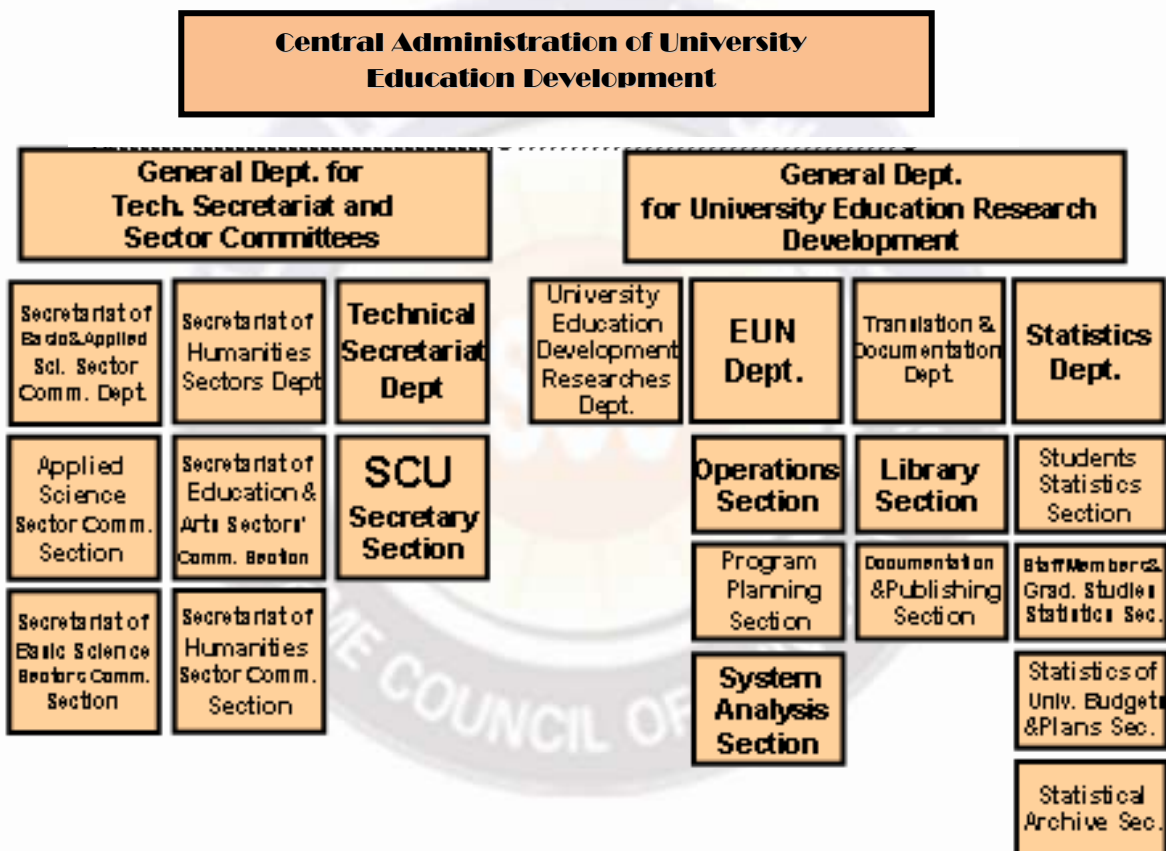 Central Administration of University
Education Development
General Dept. for
Tech. Secretariat and
Sector Committees
General Dept.
for University Education Research
Development
Secretariat of
Basic&Applied
Sci. Sector
Comm. Dept.
Secretariat of
Humanities
Sectors Dept
Technical
Secretariat
Dept
University
Education
Development
Researches
Dept.
EUN
Dept.
Translation &
Documentation
Dept.
Statistics
Dept.
Applied
Science
Sector Comm.
Section
Secretariat of
Education &
Arts Sectors'
Comm. Section
SCU
Secretary
Section
Operations
Section
Library
Section
Students
Statistics
Section
Program
Planning
Section
Documentation
&Publishing
Section
Staff Members&
Grad. Studies
Statistics Sec.
Secretariat of
Basic Science
Sectors Comm.
Section
Secretariat of
Humanities
Sector Comm.
Section
System
Analysis
Section
Statistics of
Univ. Budgets
&Plans Sec.
Statistical
Archive Sec.
COUNCIL OF